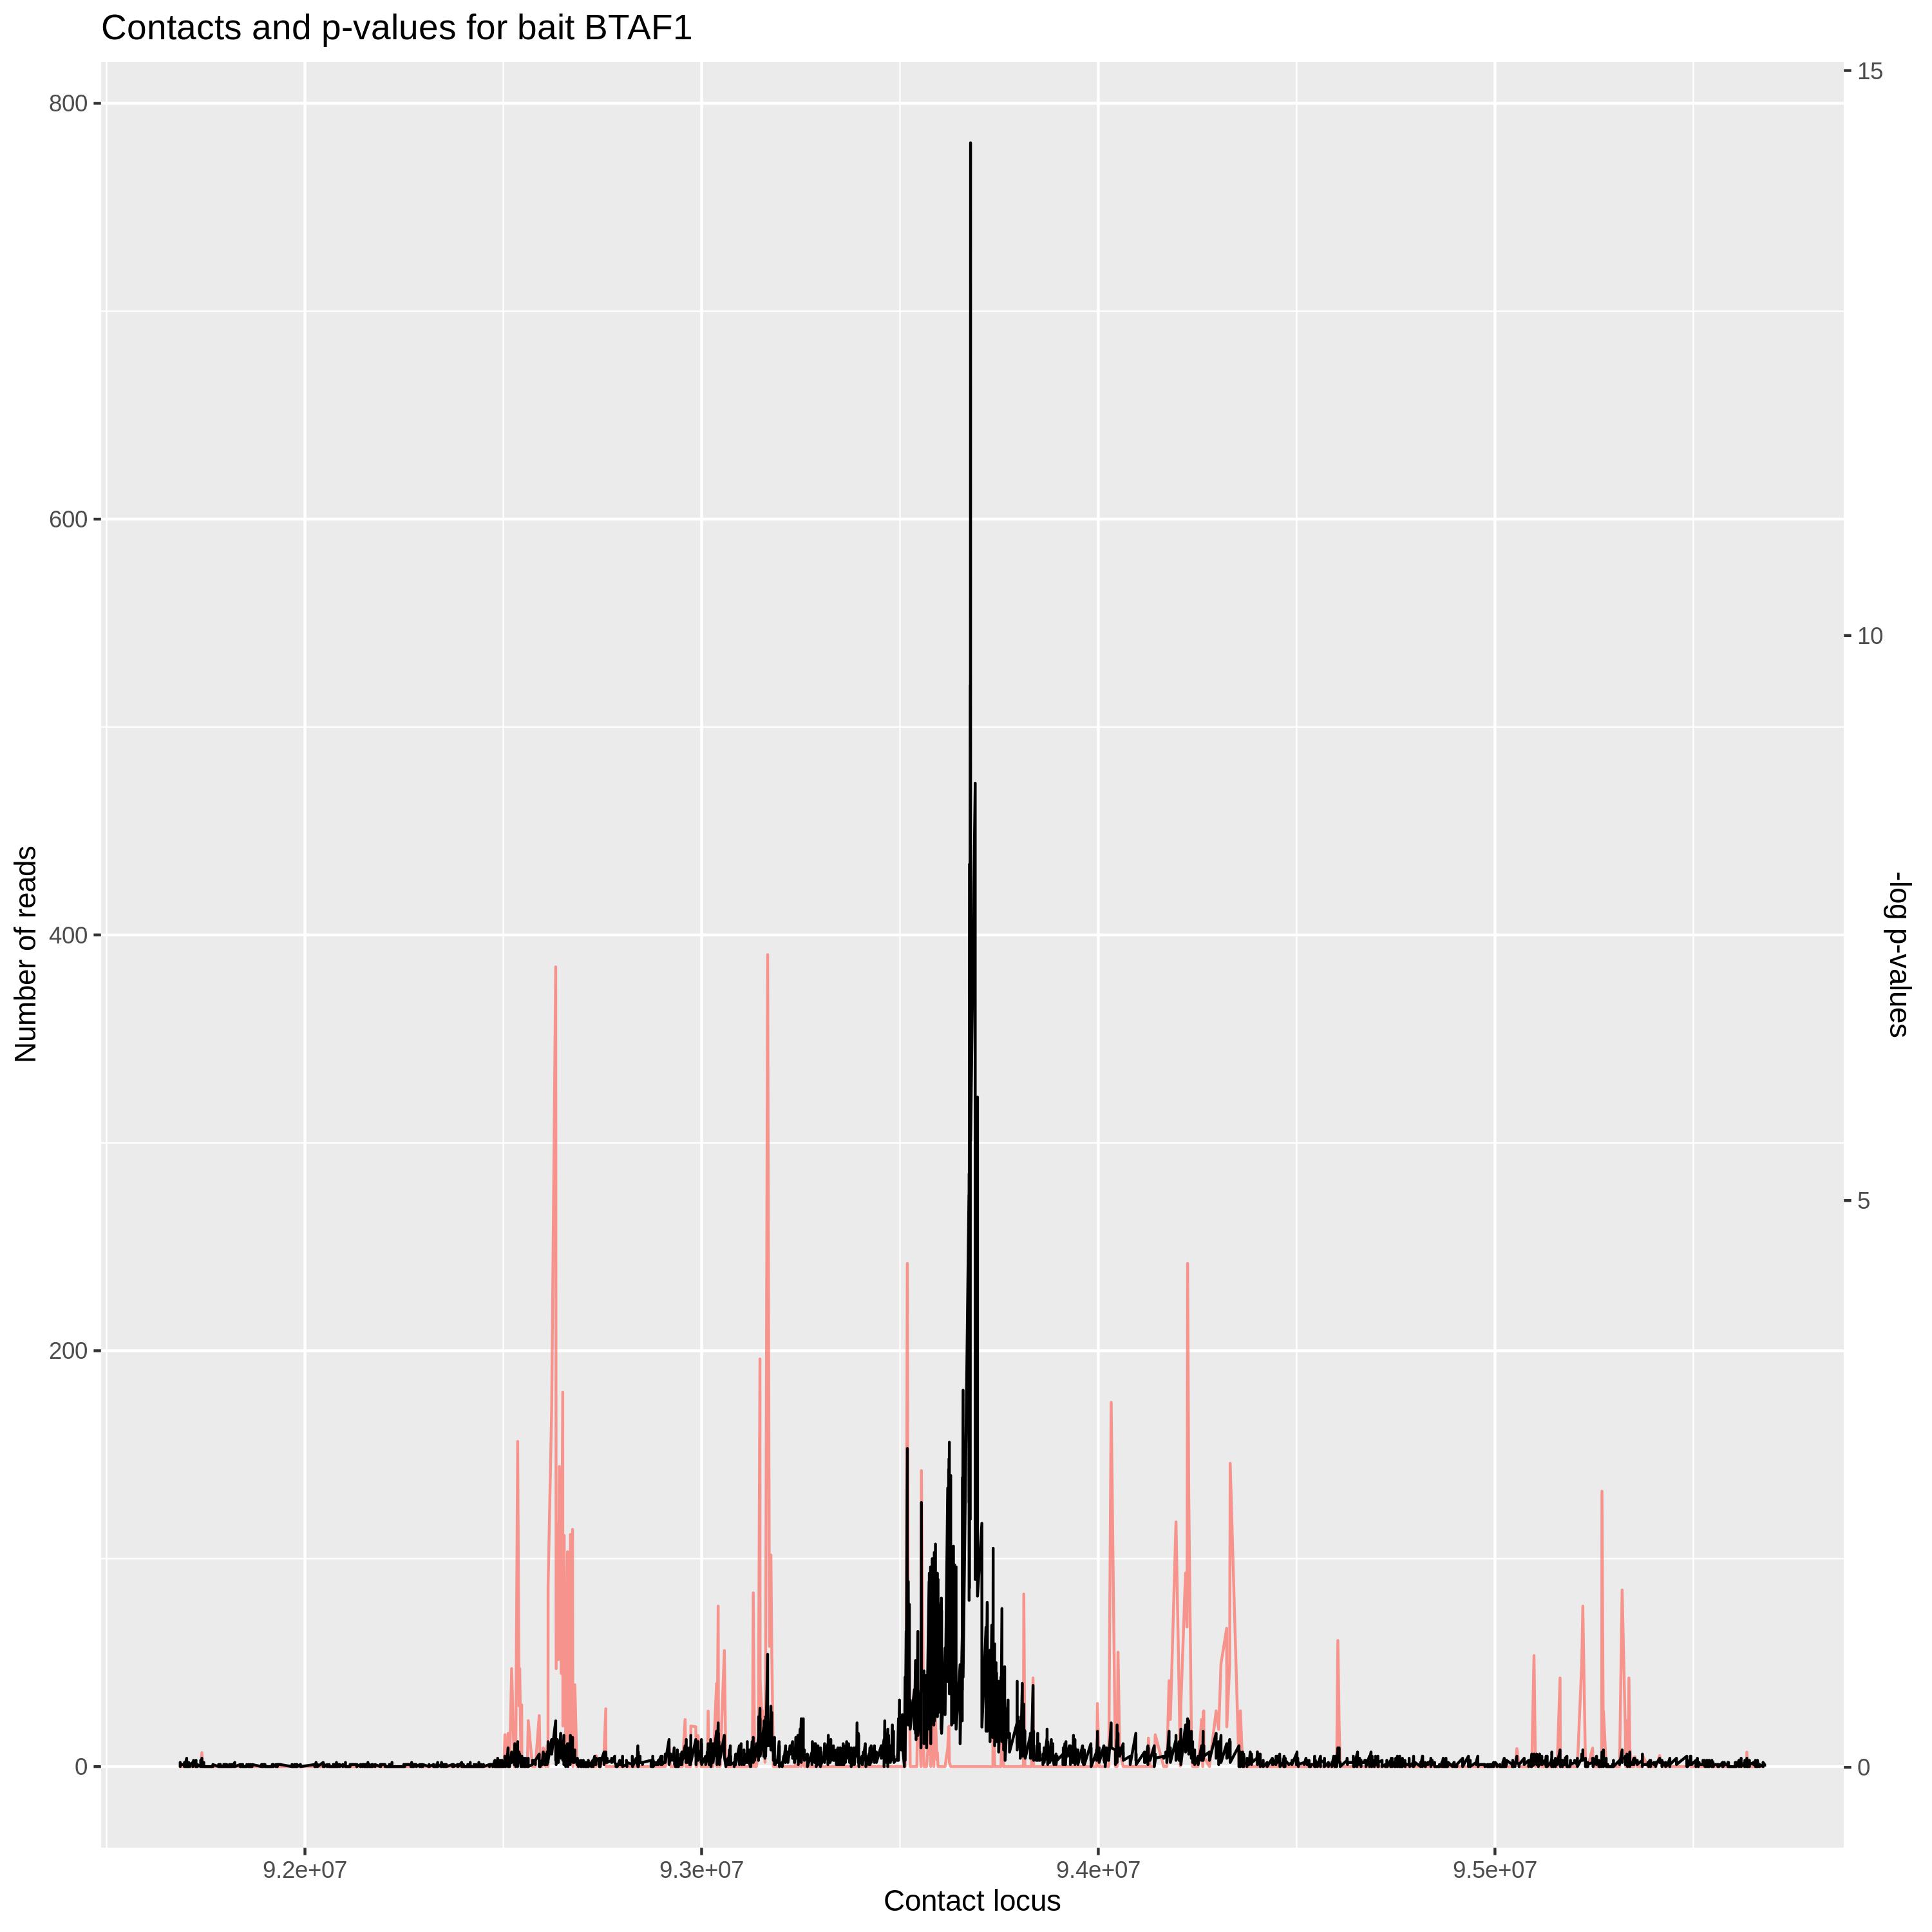 Contacts and p-values for bait BTAF1
800
600
400
200
0
Number of reads
15
10
5
0
-log p-values
9.2e+07
9.3e+07
9.4e+07
9.5e+07
Contact locus